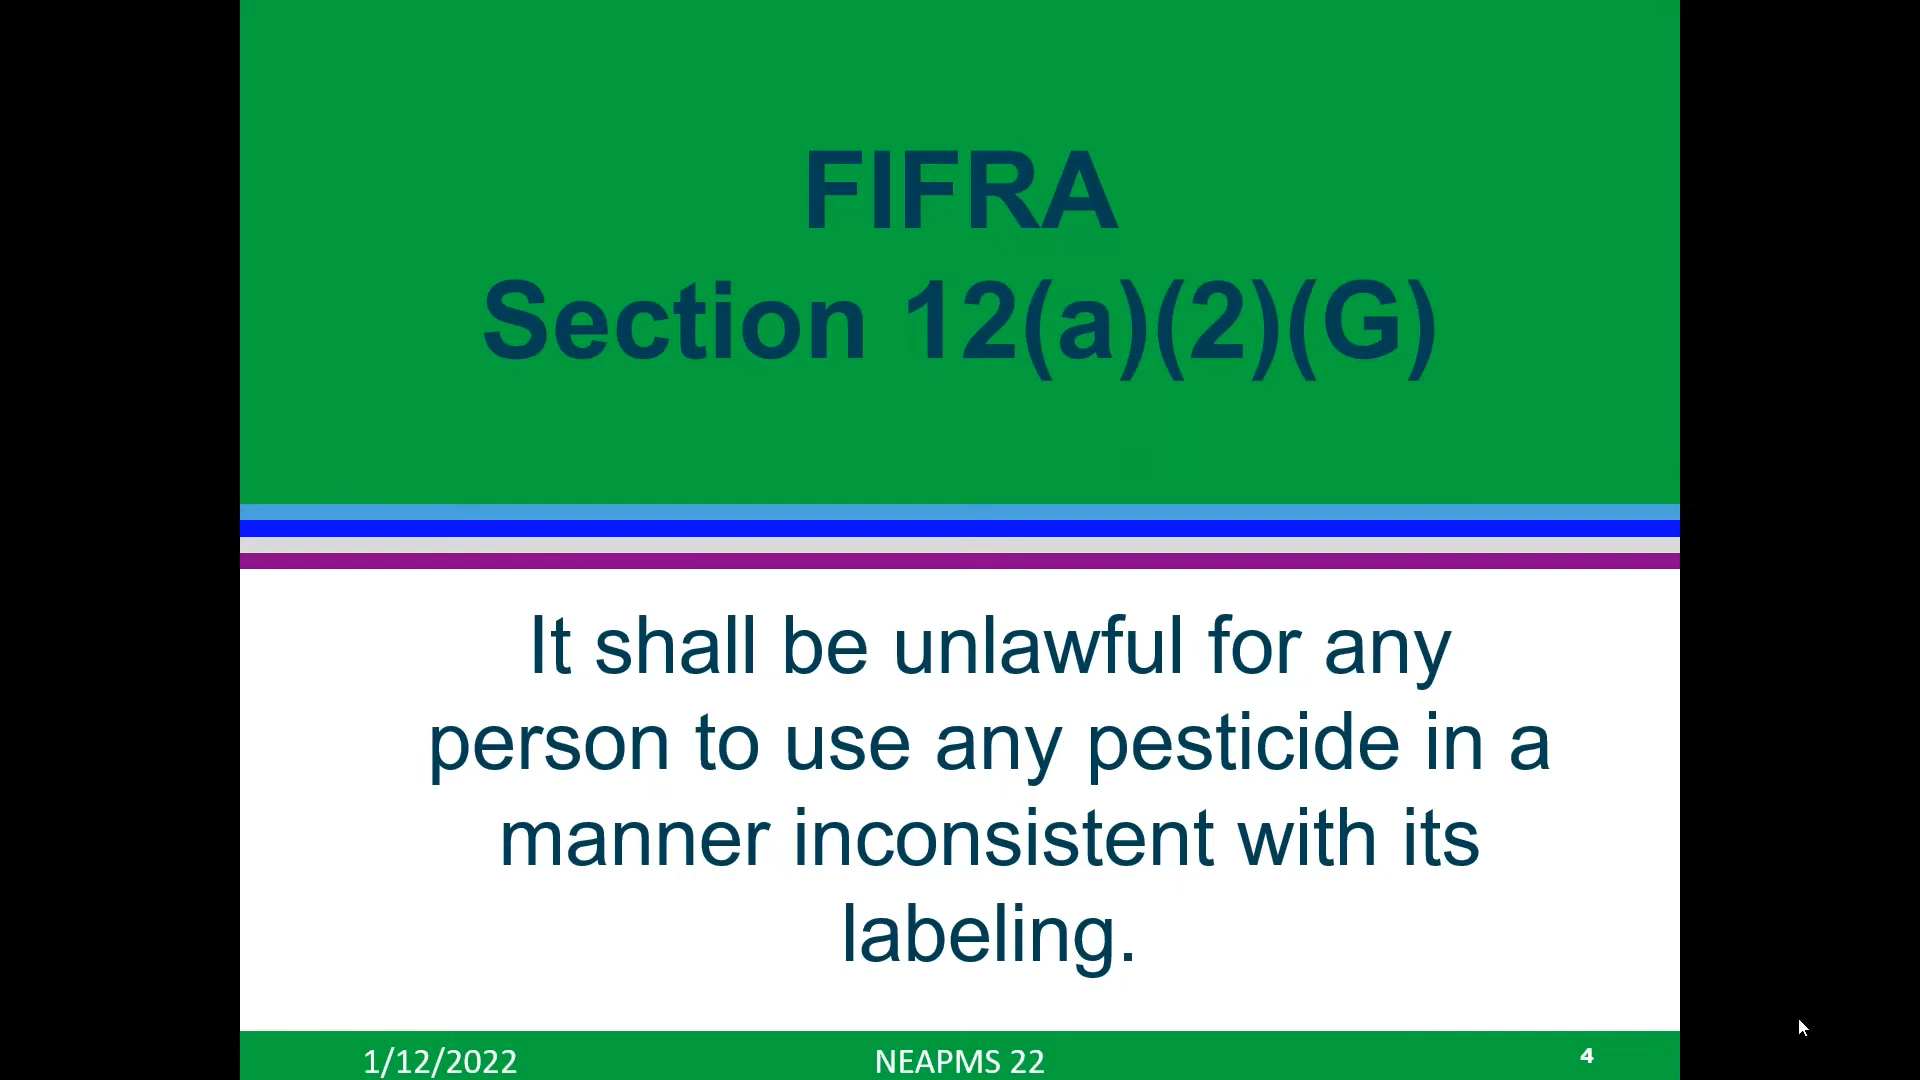 FIFRA
Section 12(a)(2)(G)
It shall be unlawful for any
person to use any pesticide in a
manner inconsistent with its
labeling.
1/12/2022
NEAPMS 22
4